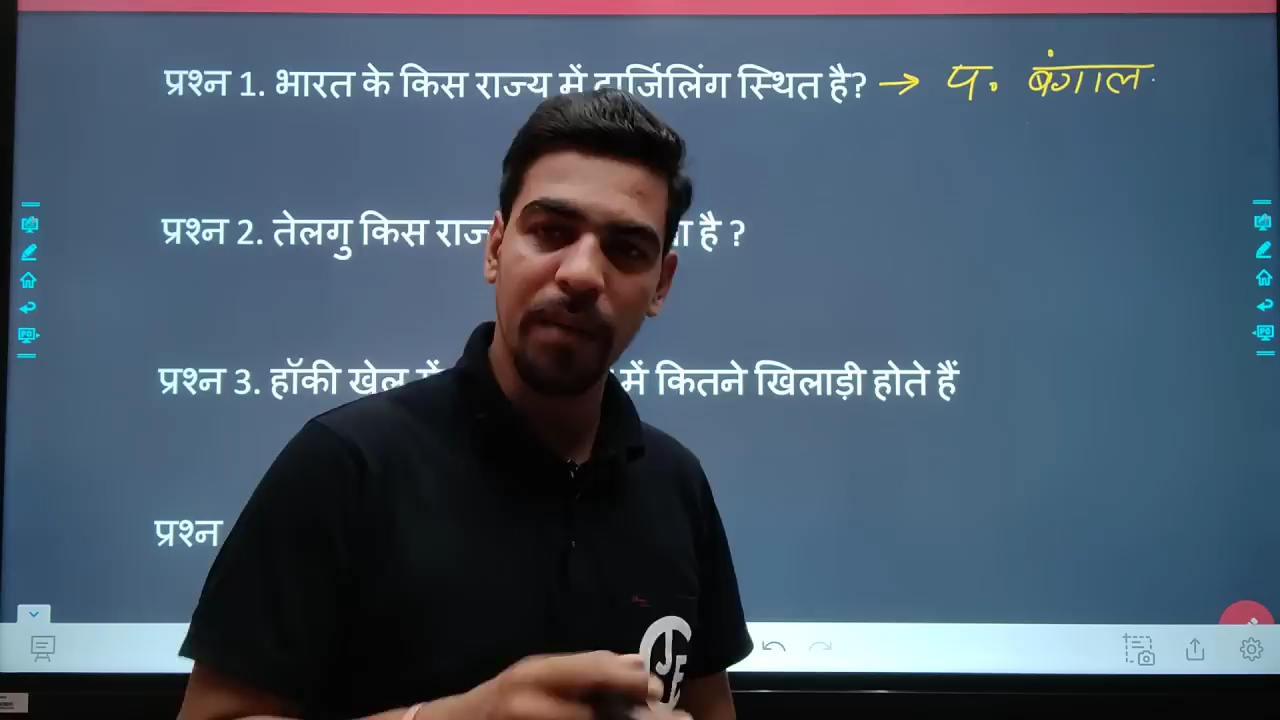 प्रश्न 1. भारत के किस राज्य में दार्जिलिंग स्थित है? → प. बंगाल
प्रश्न 2. तेलगु किस है ?
प्रश्न 3. हॉकी खेल में कितने खिलाड़ी होते हैं
प्रश्न